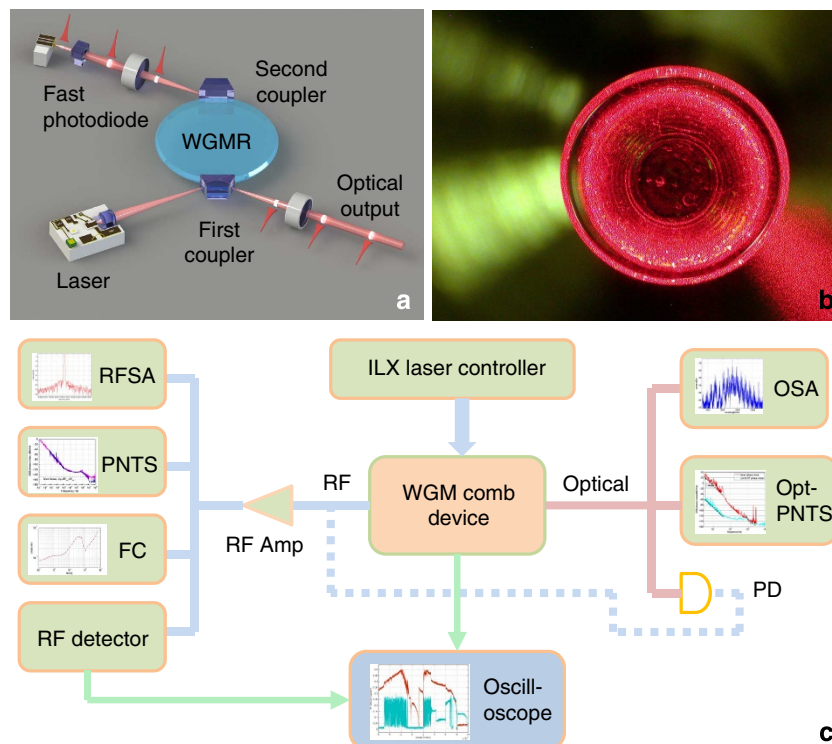 Fast
photodiode
Second
coupler
WGMR
Optical
output
First
coupler
Laser
a
b
RFSA
ILX laser controller
OSA
PNTS
RF
WGM comb
device
Optical
Opt-
PNTS
FC
RF Amp
PD
RF detector
Oscill-
oscope
c